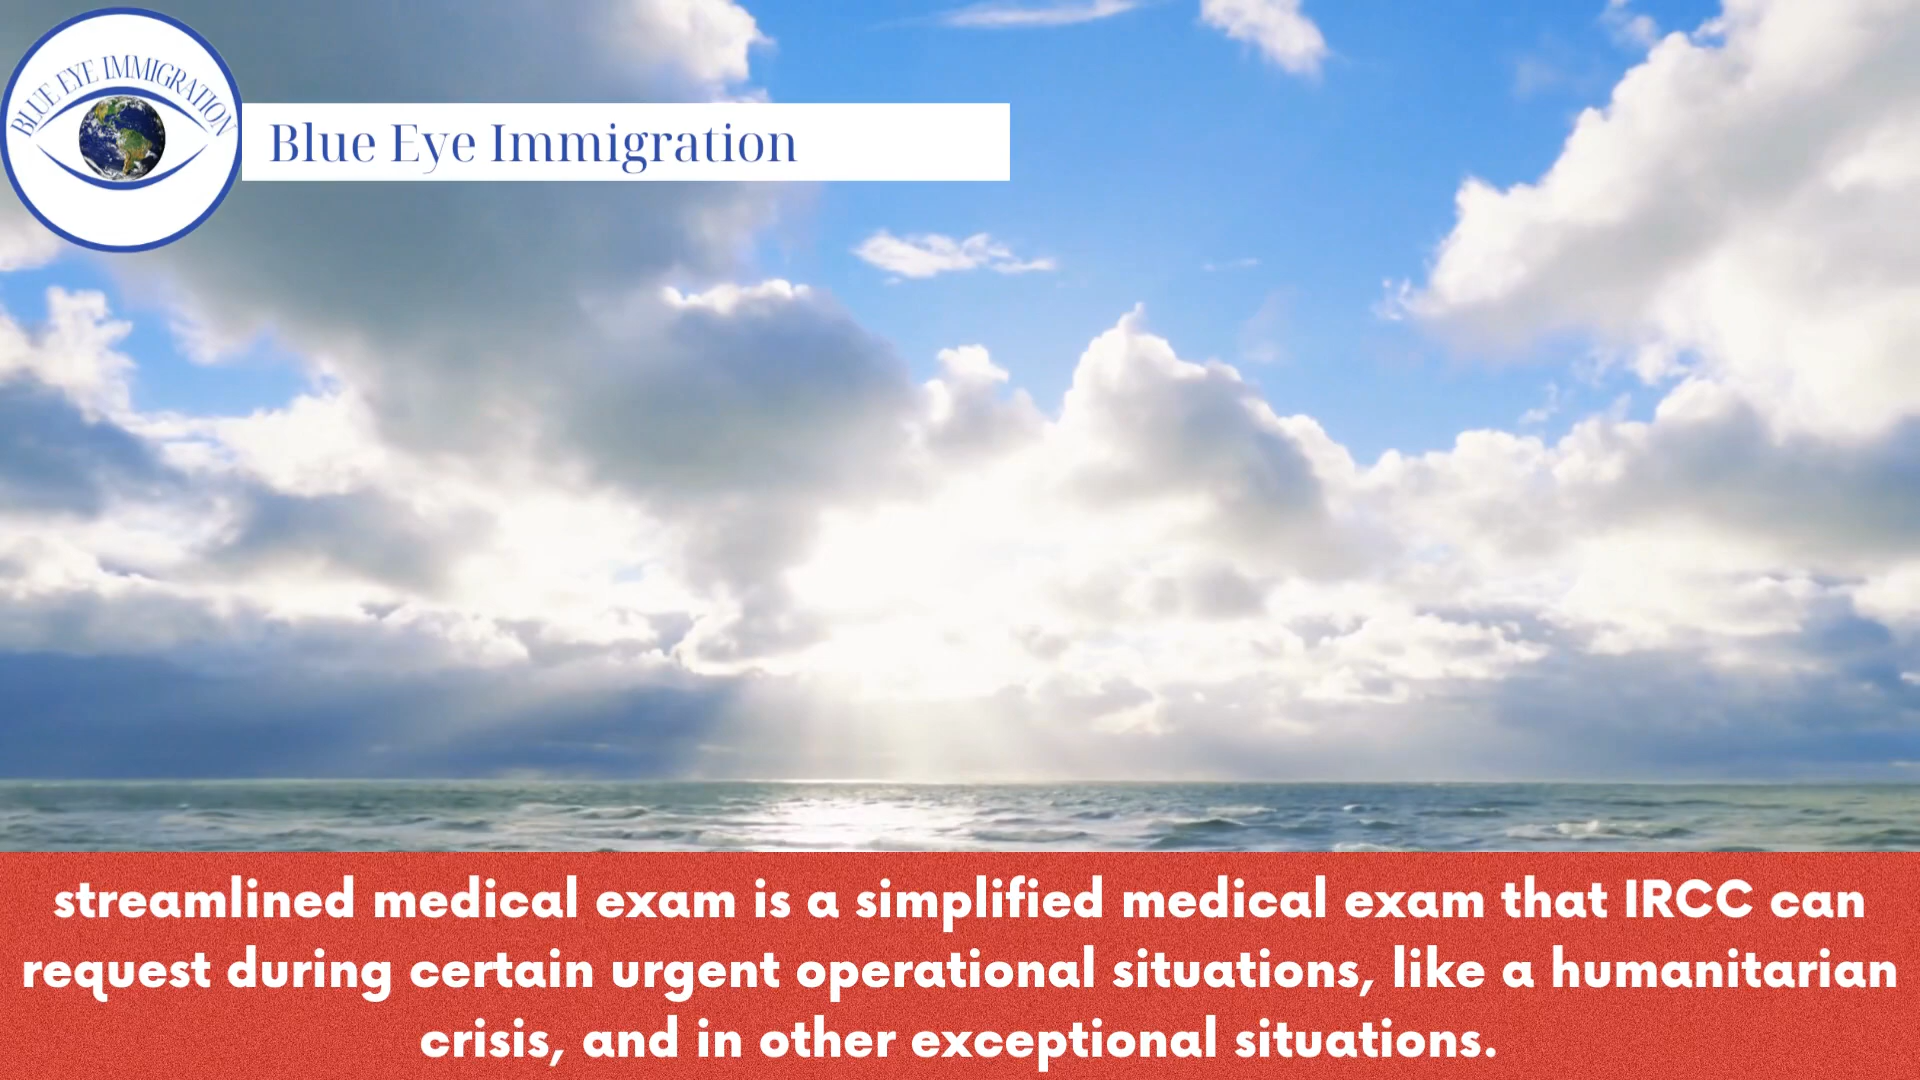 BLUE EYE IMMIGRATION
Blue Eye Immigration
streamlined medical exam is a simplified medical exam that IRCC can
request during certain urgent operational situations, like a humanitarian
crisis, and in other exceptional situations.